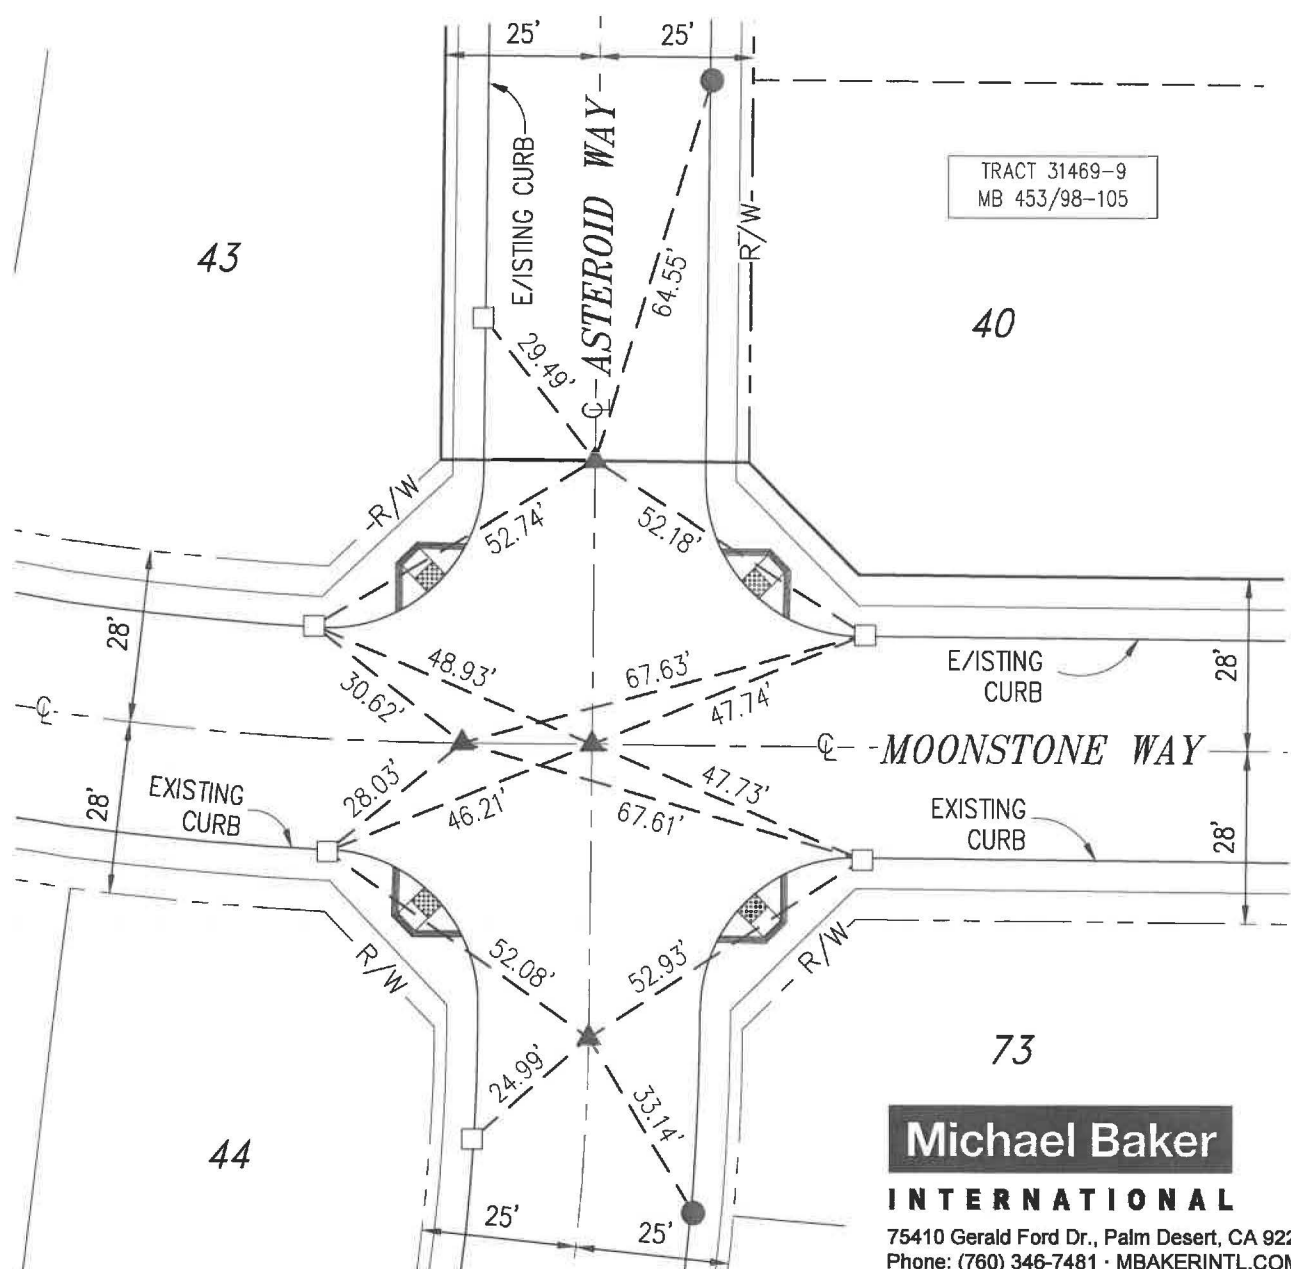 25'
25'
ASTEROID WAY
E/ISTING CURB
TRACT 31469-9
MB 453/98-105
R/W
43
64.55'
40
29.49'
℄
R/W
52.74'
52.18'
28'
48.93'
67.63'
E/ISTING
CURB
28'
30.62'
47.74'
℄
℄
MOONSTONE WAY
28'
EXISTING
CURB
28.03'
46.21'
47.73'
67.61'
EXISTING
CURB
28'
R/W
52.08'
52.93'
R/W
24.99'
33.14'
73
44
25'
25'
Michael Baker
INTERNATIONAL
75410 Gerald Ford Dr., Palm Desert, CA 922
Phone: (760) 346-7481 · MBAKERINTL.COM